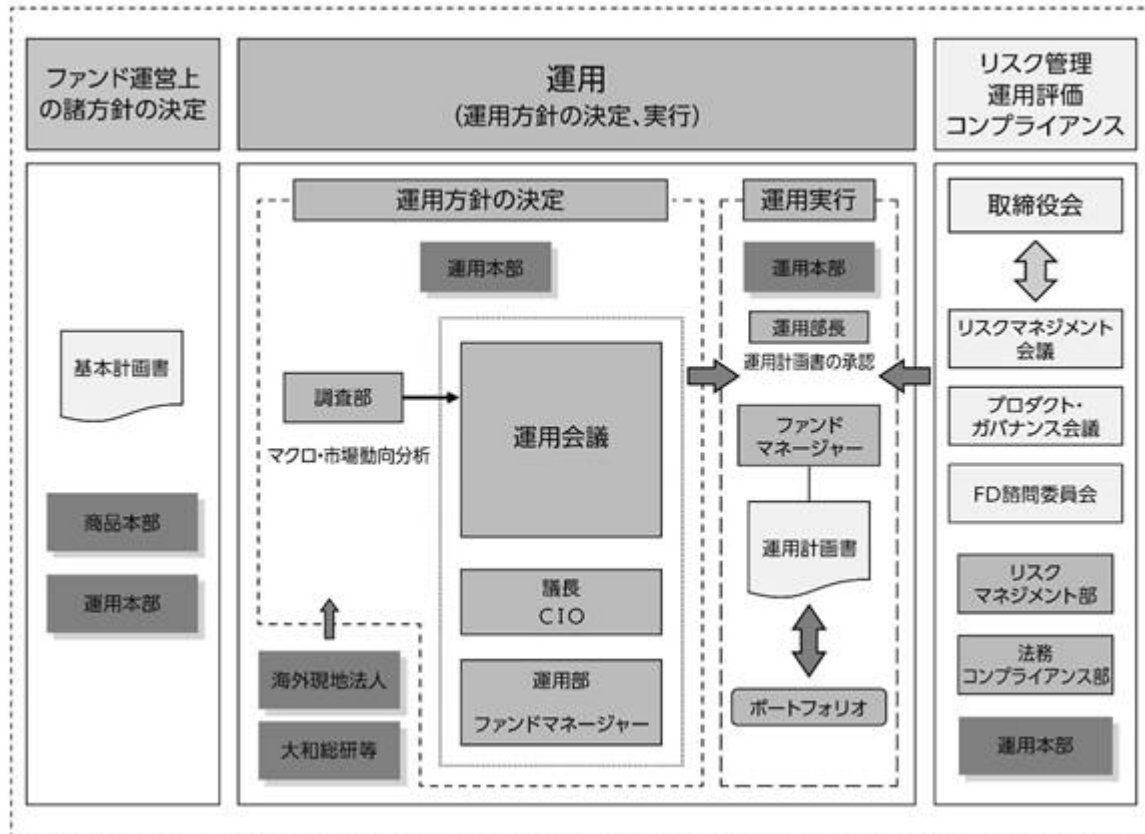 ファンド運営上
の諸方針の決定
運用
(運用方針の決定、実行)
リスク管理
運用評価
コンプライアンス
基本計画書
商品本部
運用本部
運用方針の決定
運用本部
調査部
マクロ・市場動向分析
運用会議
議長
CIO
運用部
ファンドマネージャー
海外現地法人
大和総研等
運用実行
運用本部
運用部長
運用計画書の承認
ファンド
マネージャー
運用計画書
ポートフォリオ
取締役会
リスクマネジメント
会議
プロダクト・
ガバナンス会議
FD諮問委員会
リスク
マネジメント部
法務
コンプライアンス部
運用本部